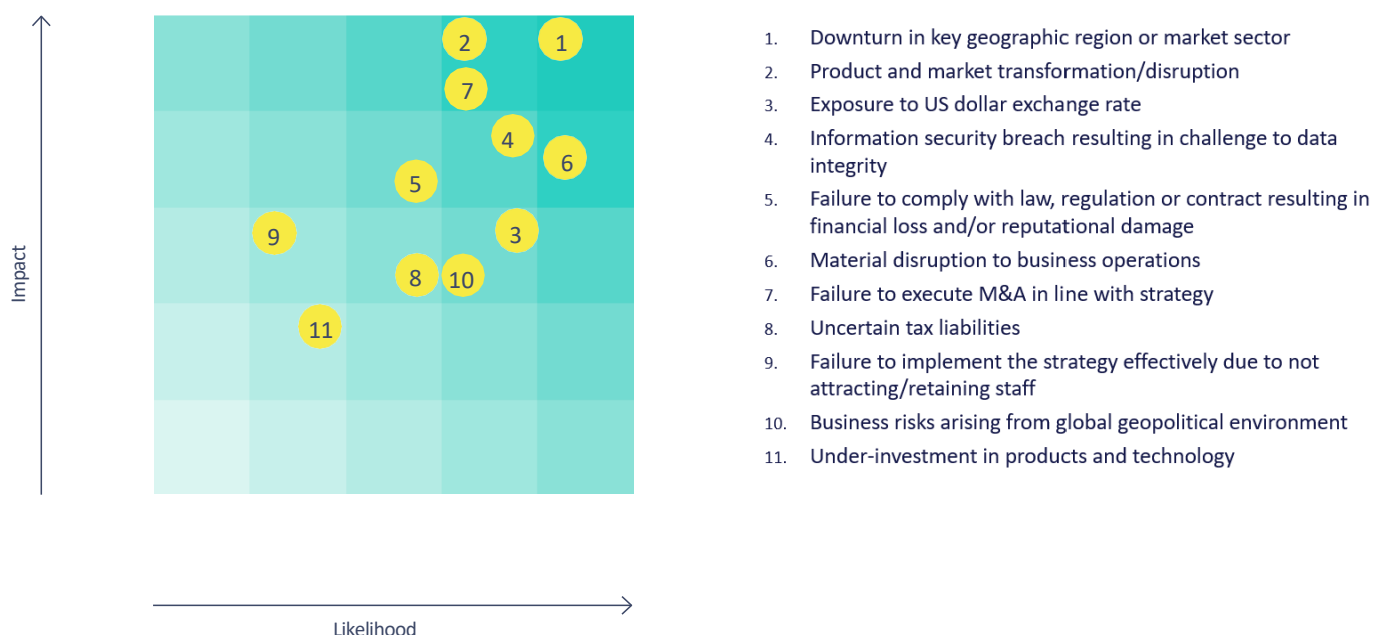 Impact
2
1
7
4
6
5
9
3
8
10
11
Likelihood
1. Downturn in key geographic region or market sector
2. Product and market transformation/disruption
3. Exposure to US dollar exchange rate
4. Information security breach resulting in challenge to data
integrity
5. Failure to comply with law, regulation or contract resulting in
financial loss and/or reputational damage
6. Material disruption to business operations
7. Failure to execute M&A in line with strategy
8. Uncertain tax liabilities
9. Failure to implement the strategy effectively due to not
attracting/retaining staff
10. Business risks arising from global geopolitical environment
11. Under-investment in products and technology